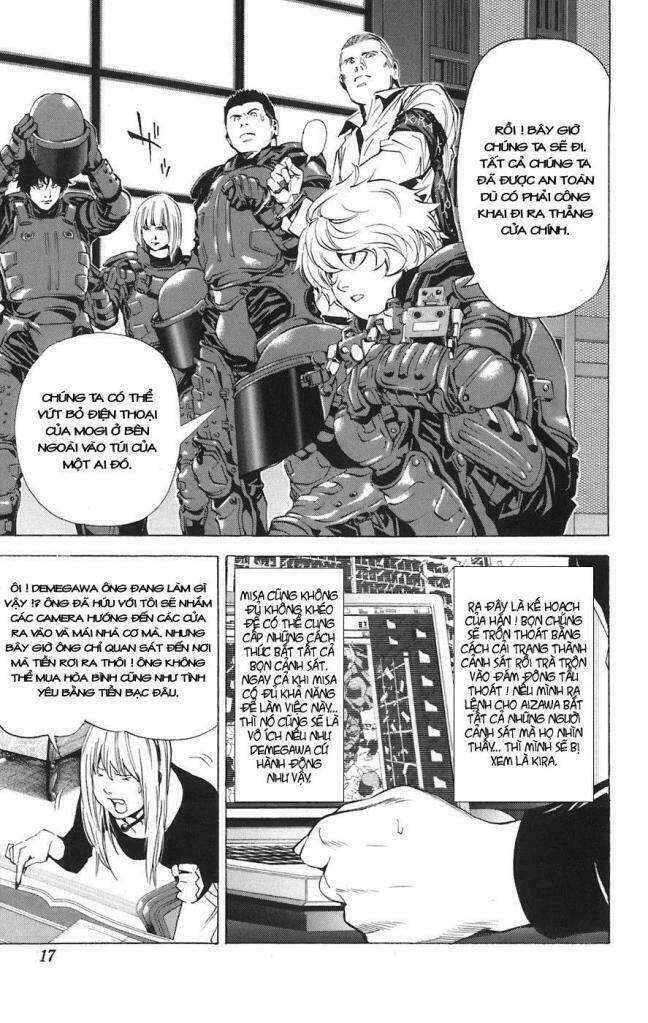 RỒI ! BÂY GIỜ
CHÚNG TA SẼ ĐI.
TẤT CẢ CHÚNG TA
ĐÃ ĐƯỢC AN TOÀN
DÙ CÓ PHẢI CÔNG
KHAI ĐI RA THẲNG
CỬA CHÍNH.
CHÚNG TA CÓ THỂ
VỨT BỎ ĐIỆN THOẠI
CỦA MOGI Ở BÊN
NGOÀI VÀO TÚI CỦA
MỘT AI ĐÓ.
RA ĐÂY LÀ KẾ HOẠCH
CỦA HẮN ! BỌN CHÚNG
SẼ TRỐN THOÁT BẰNG
CÁCH CẢI TRANG THÀNH
CẢNH SÁT RỒI TRÀ TRỘN
VÀO ĐÁM ĐÔNG TẨU
THOÁT ! NẾU MÌNH RA
LỆNH CHO AIZAWA BẮT
TẤT CẢ NHỮNG NGƯỜI
CẢNH SÁT MÀ HỌ NHÌN
THẤY... THÌ MÌNH SẼ BỊ
XEM LÀ KIRA.
MISA CŨNG KHÔNG
ĐỦ KHÔN KHÉO
ĐỂ CÓ THỂ CUNG
CẤP NHỮNG CÁCH
THỨC BẮT TẤT CẢ
BỌN CẢNH SÁT.
NGAY CẢ KHI MISA
CÓ ĐỦ KHẢ NĂNG
ĐỂ LÀM VIỆC NÀY...
THÌ NÓ CŨNG SẼ LÀ
VÔ ÍCH NẾU NHƯ
DEMEGAWA CỨ
HÀNH ĐỘNG
NHƯ VẬY.
ÔI ! DEMEGAWA ÔNG ĐANG LÀM GÌ
VẬY !? ÔNG ĐÃ HỨU VỚI TÔI SẼ NHẮM
CÁC CAMERA HƯỚNG ĐẾN CÁC CỬA
RA VÀO VÀ MÁI NHÀ CƠ MÀ, NHƯNG
BÂY GIỜ ÔNG CHỈ QUAN SÁT ĐẾN NƠI
MÀ TIỀN RƠI RA THÔI ! ÔNG KHÔNG
THỂ MUA HÒA BÌNH CŨNG NHƯ TÌNH
YÊU BẰNG TIỀN BẠC ĐÂU.
17